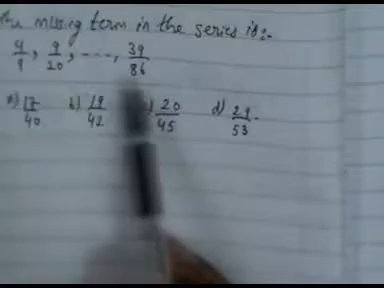 the missing term in the series is:-
4/9, 9/20, ----, 39/86
a) 17/40 b) 19/42 c) 20/45 d) 29/53.